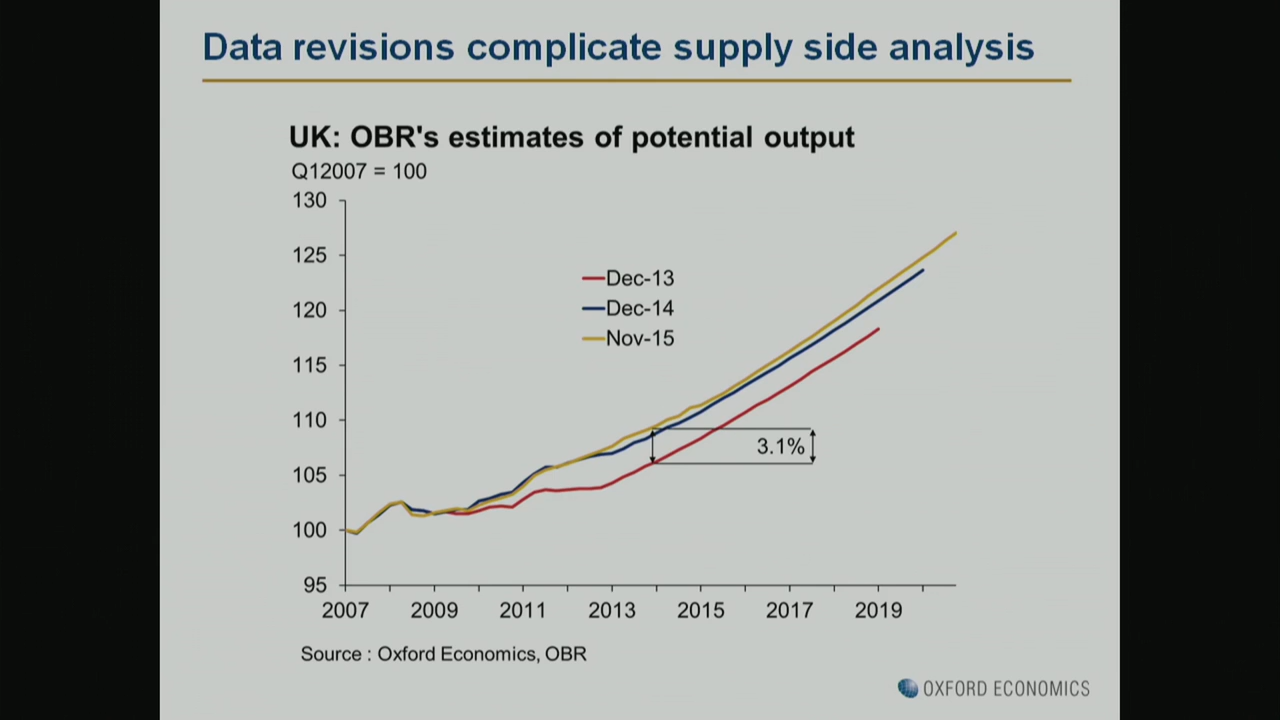 Data revisions complicate supply side analysis
UK: OBR's estimates of potential output
Q12007 = 100
130
125
120
115
110
105
100
95
Dec-13
Dec-14
Nov-15
3.1%
2007 2009 2011 2013 2015 2017 2019
Source : Oxford Economics, OBR
OXFORD ECONOMICS